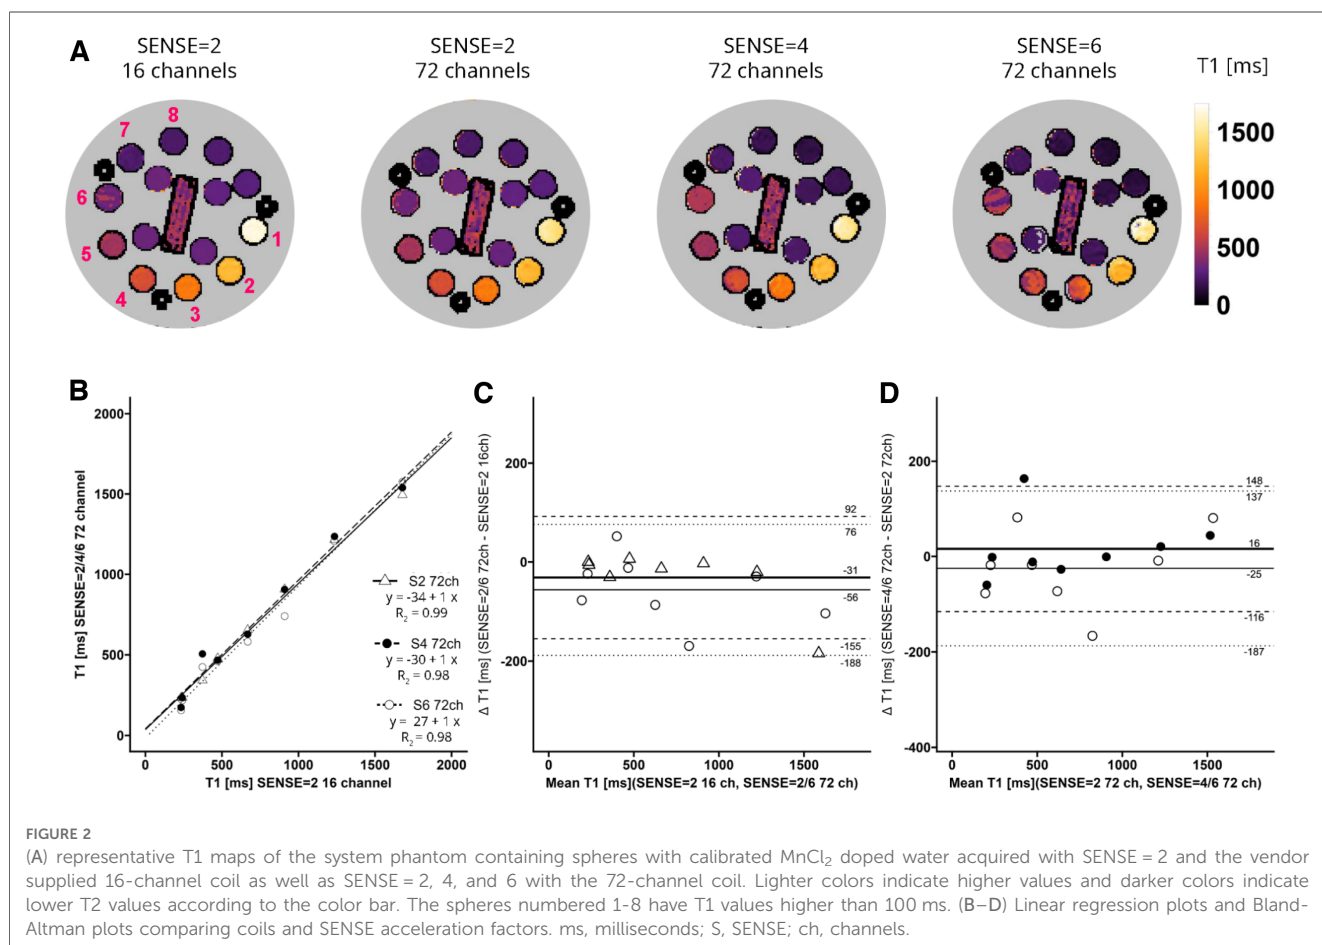 A
SENSE=2
16 channels
SENSE=2
72 channels
SENSE=4
72 channels
SENSE=6
72 channels
T1 [ms]
1500
1000
500
0
8
7
6
5
4
3
2
1
B
T1 [ms] SENSE=2/4/6 72 channel
2000
1500
1000
500
0
0 500 1000 1500 2000
T1 [ms] SENSE=2 16 channel
S2 72ch
y = -34 + 1 x
R2 = 0.99
S4 72ch
y = -30 + 1 x
R2 = 0.98
S6 72ch
y = 27 + 1 x
R2 = 0.98
C
Δ T1 [ms] (SENSE=2/6 72ch - SENSE=2 16ch)
200
0
-200
92
76
-31
-56
-155
-188
0 500 1000 1500
Mean T1 [ms](SENSE=2 16 ch, SENSE=2/6 72 ch)
D
Δ T1 [ms] (SENSE=4/6 72ch - SENSE=2 72ch)
200
0
-200
-400
148
137
16
-25
-116
-187
0 500 1000 1500
Mean T1 [ms](SENSE=2 72 ch, SENSE=4/6 72 ch)
FIGURE 2
(A) representative T1 maps of the system phantom containing spheres with calibrated MnCl2 doped water acquired with SENSE = 2 and the vendor
supplied 16-channel coil as well as SENSE = 2, 4, and 6 with the 72-channel coil. Lighter colors indicate higher values and darker colors indicate
lower T2 values according to the color bar. The spheres numbered 1-8 have T1 values higher than 100 ms. (B–D) Linear regression plots and Bland-
Altman plots comparing coils and SENSE acceleration factors. ms, milliseconds; S, SENSE; ch, channels.